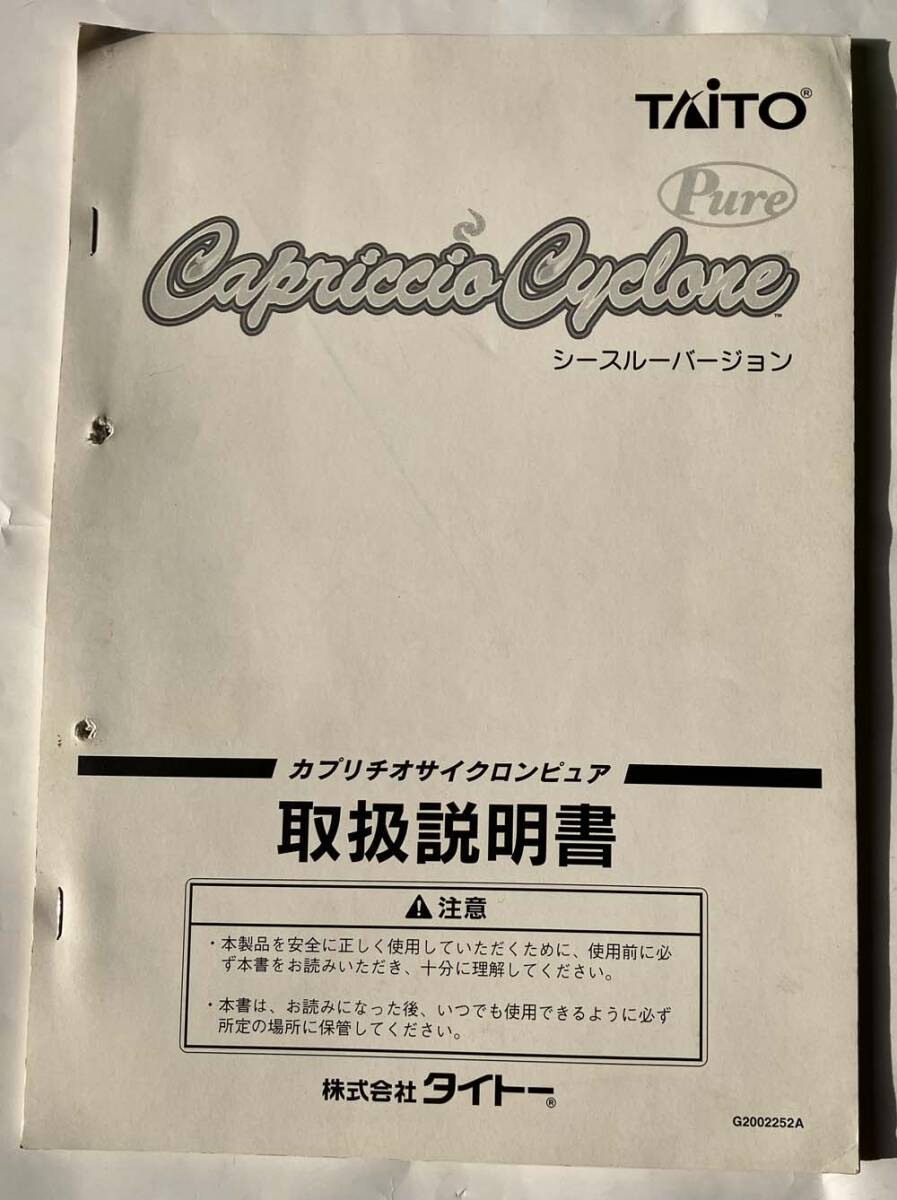 TAiTO®
Pure
Capriccio Cyclone™
シースルーバージョン
カプリチオサイクロンピュア
取扱説明書
⚠注意
・本製品を安全に正しく使用していただくために、使用前に必
ず本書をお読みいただき、十分に理解してください。
・本書は、お読みになった後、いつでも使用できるように必ず
所定の場所に保管してください。
株式会社タイトー®
G2002252A